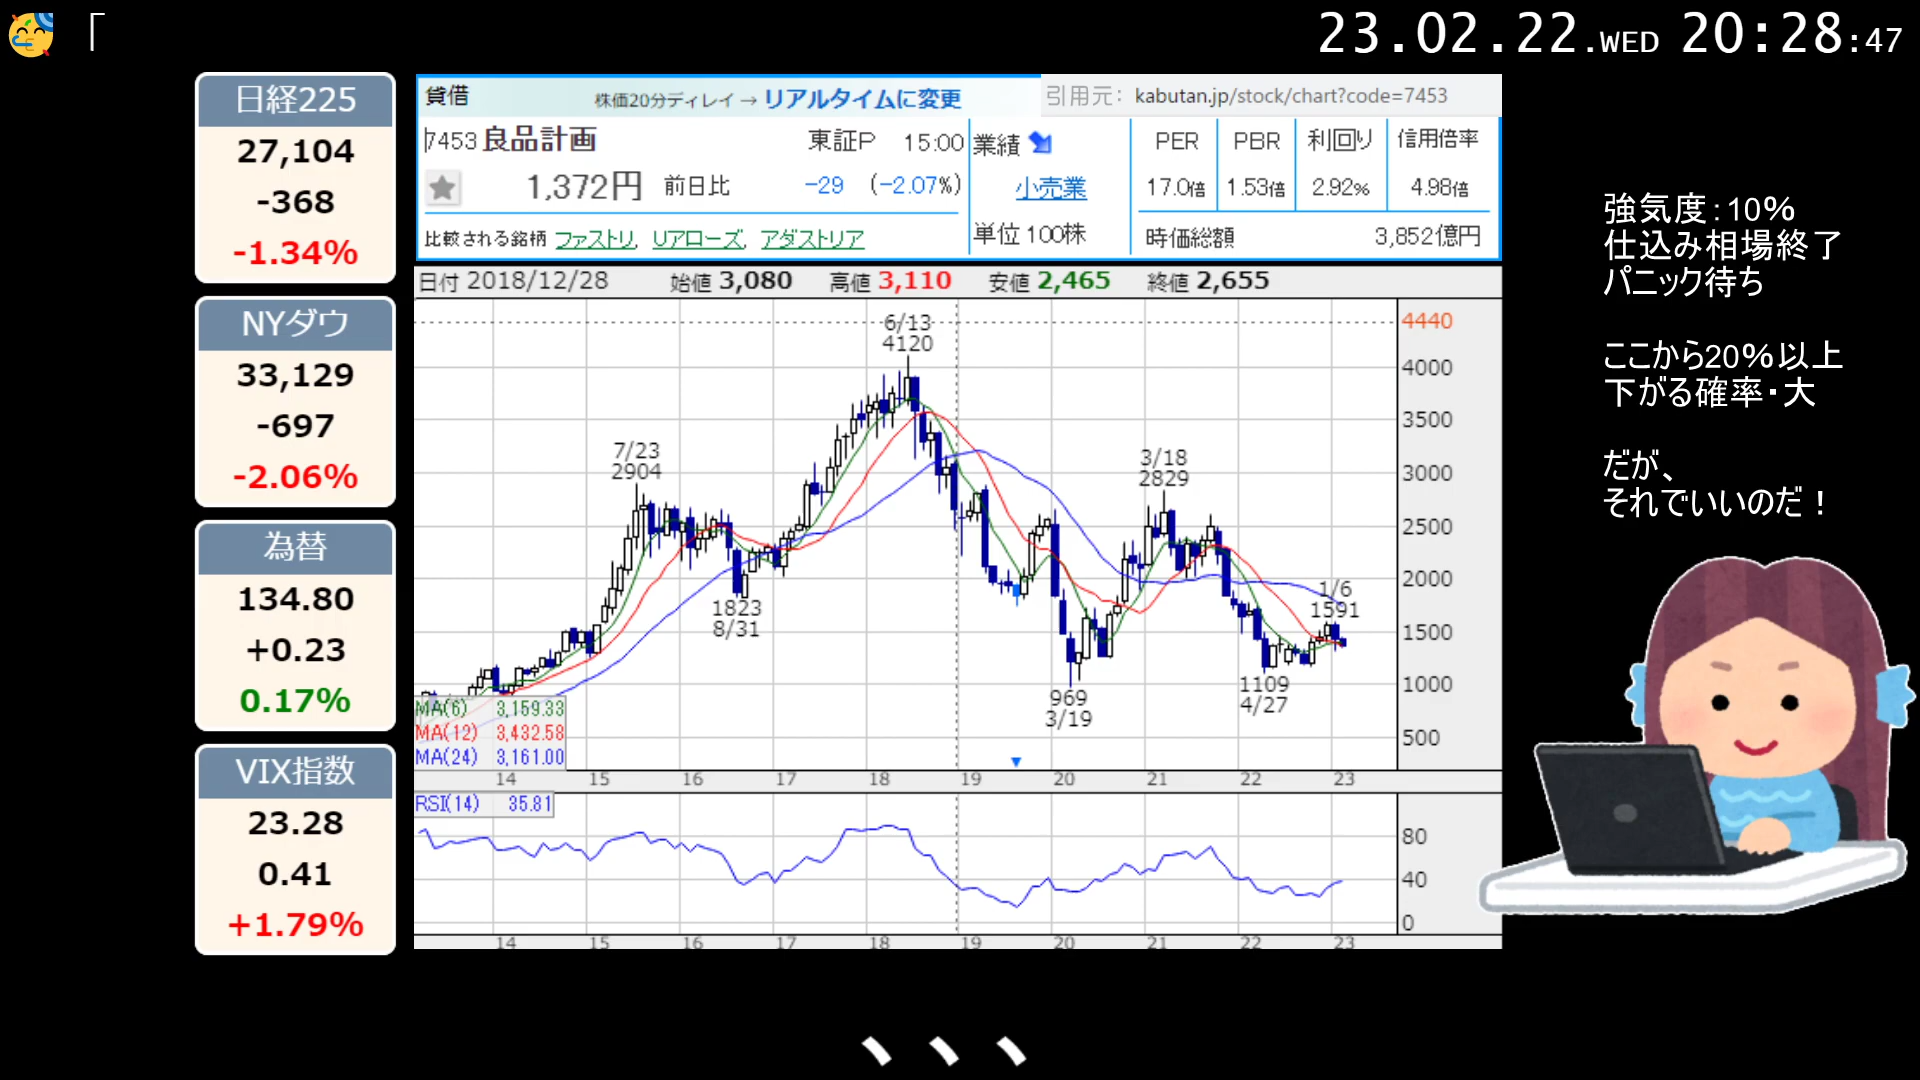 「
23.02.22.WED 20:28:47
日経225
27,104
-368
-1.34%
NYダウ
33,129
-697
-2.06%
為替
134.80
+0.23
0.17%
VIX指数
23.28
0.41
+1.79%
貸借 株価20分ディレイ→リアルタイムに変更 引用元: kabutan.jp/stock/chart?code=7453
7453 良品計画 東証P 15:00
1,372円 前日比 -29 (-2.07%)
比較される銘柄 ファストリ, Uアローズ, アダストリア
業績
小売業
単位 100株
PER PBR 利回り 信用倍率
17.0倍 1.53倍 2.92% 4.98倍
時価総額 3,852億円
日付 2018/12/28 始値 3,080 高値 3,110 安値 2,465 終値 2,655
6/13
4120
7/23
2904
3/18
2829
1/6
1591
1823
8/31
969
3/19
1109
4/27
4440
4000
3500
3000
2500
2000
1500
1000
500
MA(6) 3,159.33
MA(12) 3,432.58
MA(24) 3,161.00
14 15 16 17 18 19 20 21 22 23
RSI(14) 35.81
80
40
0
14 15 16 17 18 19 20 21 22 23
強気度:10%
仕込み相場終了
パニック待ち
ここから20%以上
下がる確率・大
だが、
それでいいのだ！
、、、